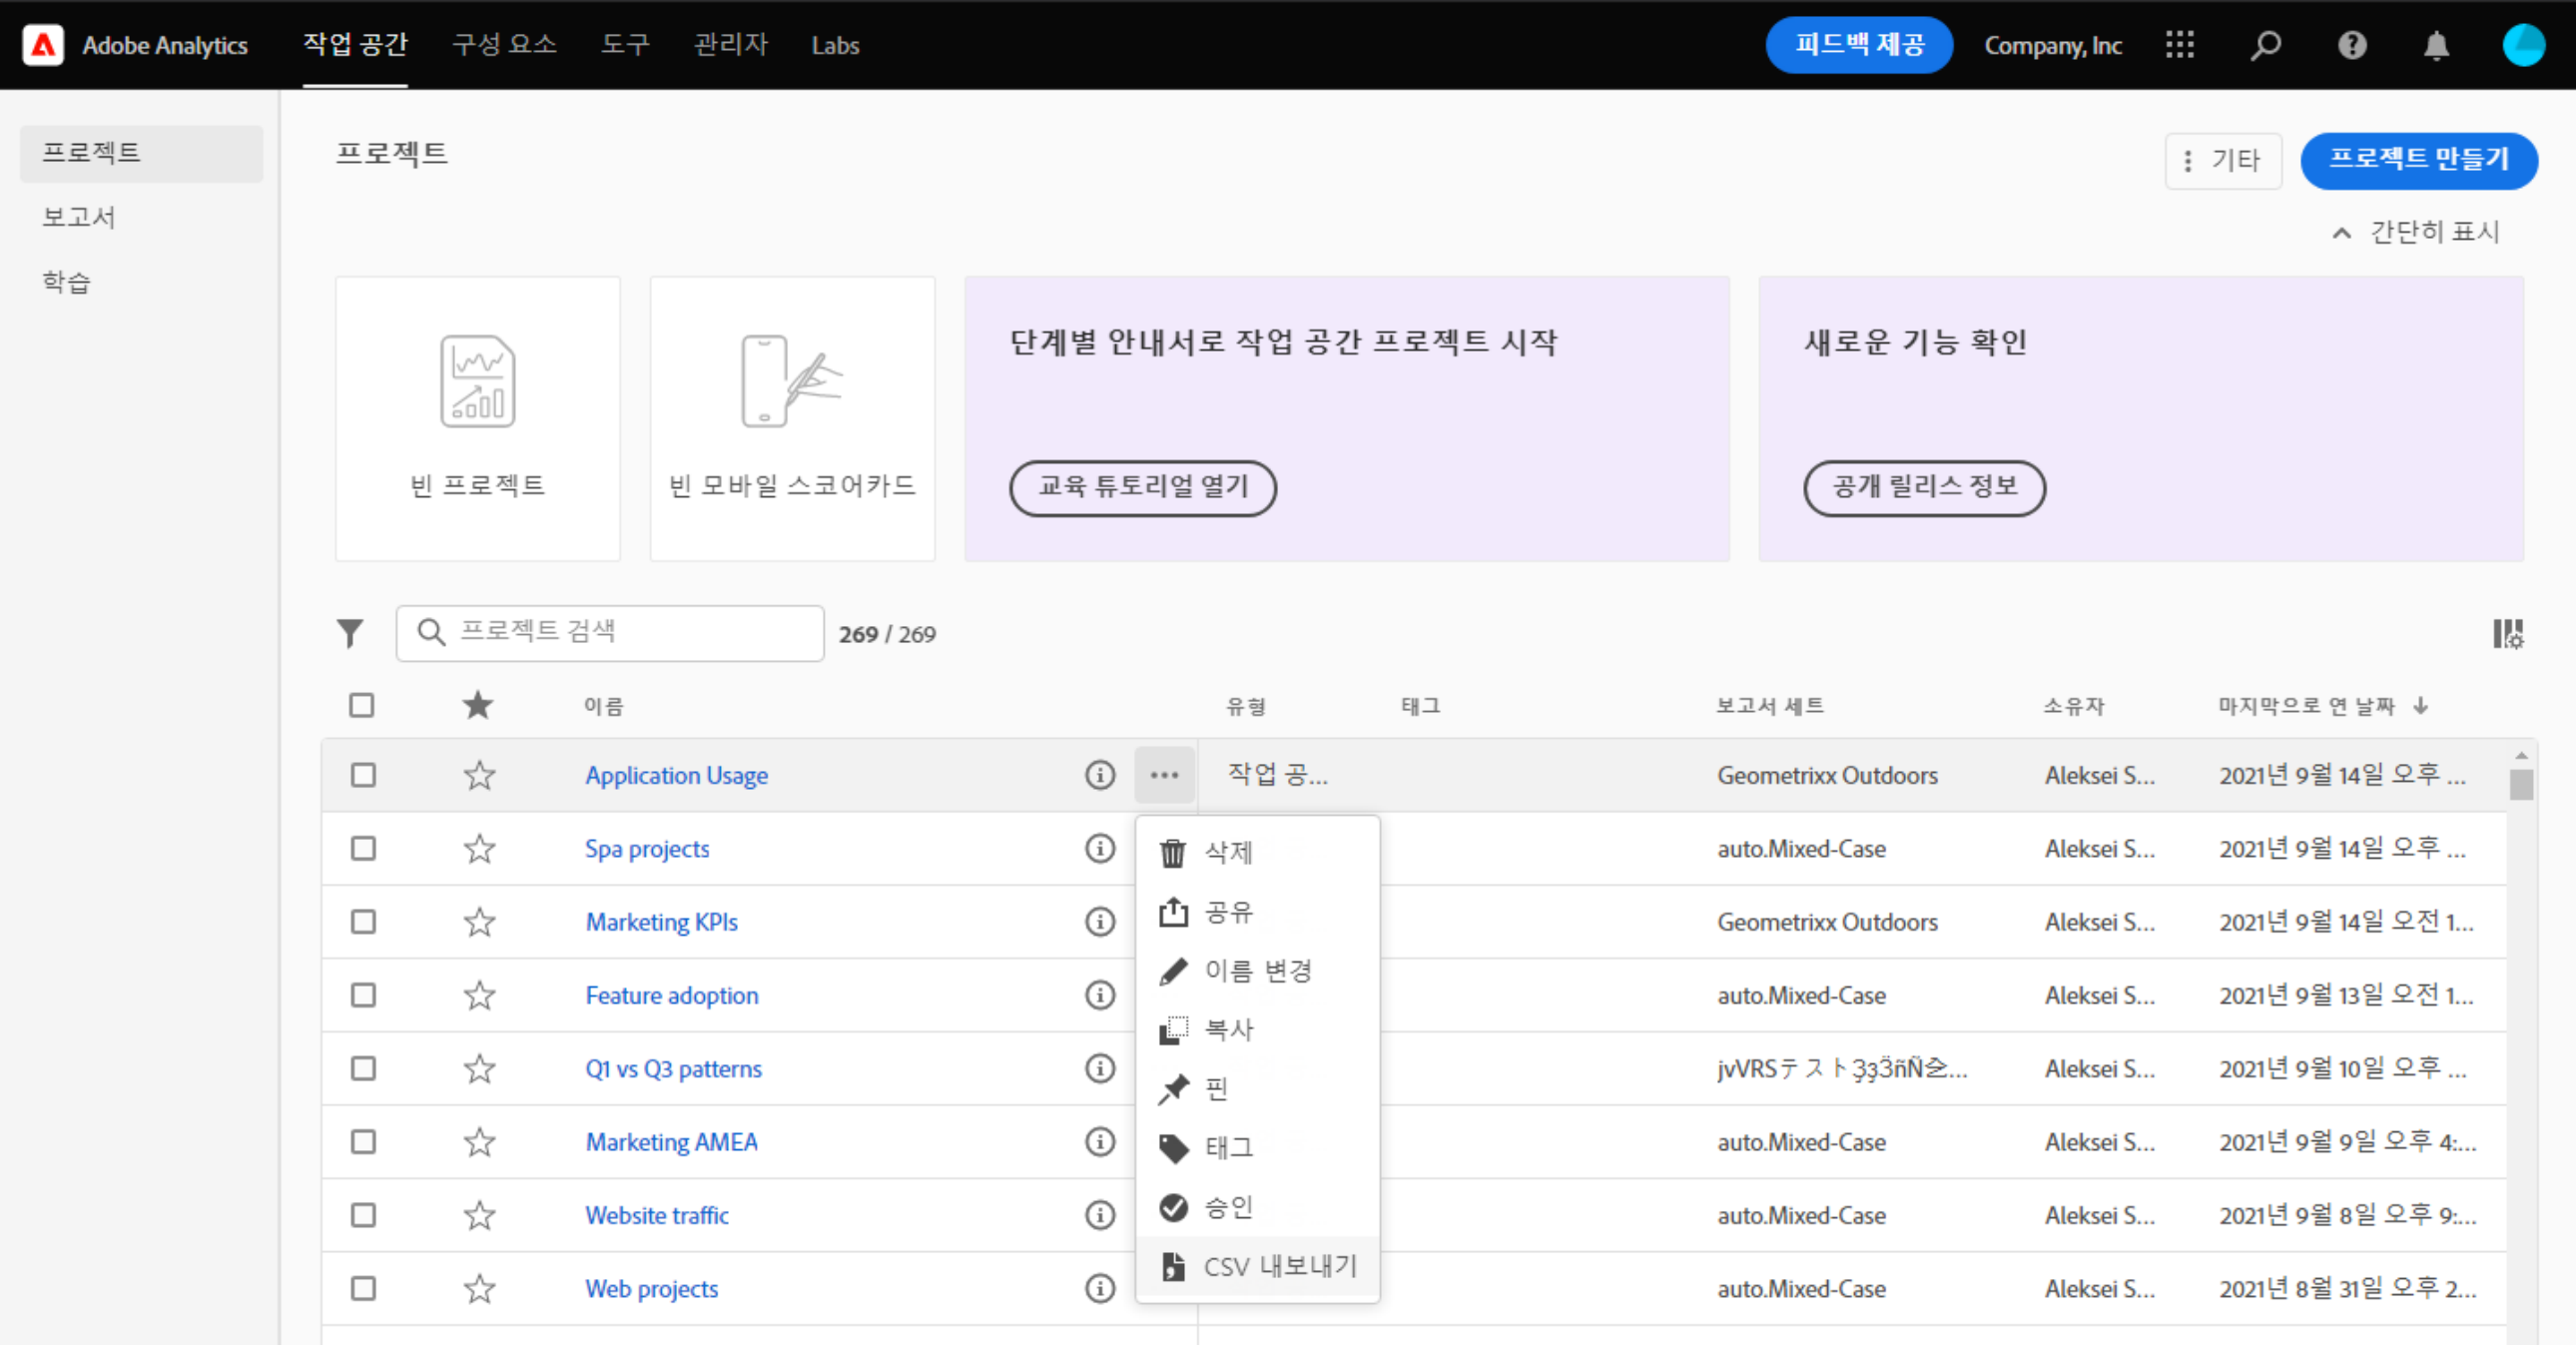 Adobe Analytics 작업 공간 구성 요소 도구 관리자 Labs 피드백 제공 Company, Inc
프로젝트
보고서
학습
프로젝트
기타 프로젝트 만들기
간단히 표시
빈 프로젝트
빈 모바일 스코어카드
단계별 안내서로 작업 공간 프로젝트 시작
교육 튜토리얼 열기
새로운 기능 확인
공개 릴리스 정보
프로젝트 검색 269 / 269
이름 유형 태그 보고서 세트 소유자 마지막으로 연 날짜
Application Usage 작업 공... Geometrixx Outdoors Aleksei S... 2021년 9월 14일 오후 ...
Spa projects auto.Mixed-Case Aleksei S... 2021년 9월 14일 오후 ...
Marketing KPIs Geometrixx Outdoors Aleksei S... 2021년 9월 14일 오전 1...
Feature adoption auto.Mixed-Case Aleksei S... 2021년 9월 13일 오전 1...
Q1 vs Q3 patterns Aleksei S... 2021년 9월 10일 오후 ...
Marketing AMEA auto.Mixed-Case Aleksei S... 2021년 9월 9일 오후 4:...
Website traffic auto.Mixed-Case Aleksei S... 2021년 9월 8일 오후 9:...
Web projects auto.Mixed-Case Aleksei S... 2021년 8월 31일 오후 2...
삭제
공유
이름 변경
복사
핀
태그
승인
CSV 내보내기